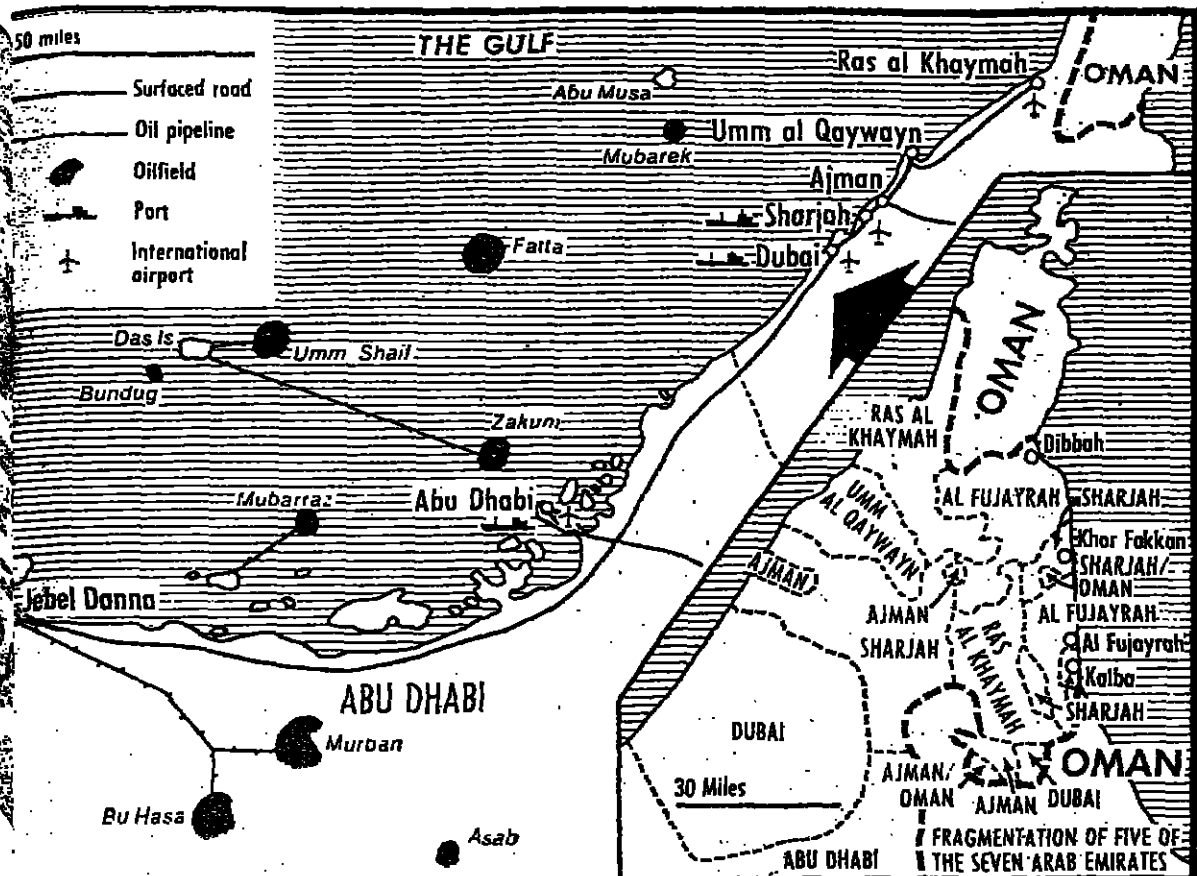 50 miles
Surfaced road
Oil pipeline
Oilfield
Port
International
airport
THE GULF
Abu Musa
Mubarek
Ras al Khaymah
OMAN
Umm al Qaywayn
Ajman
Sharjah
Dubai
Fatta
Das Is
Umm Shail
Bundug
Zakum
Mubarraz
Abu Dhabi
Jebel Danna
ABU DHABI
Murban
Bu Hasa
Asab
OMAN
RAS AL
KHAYMAH
Dibbah
UMM
AL QAYWAYN
AL FUJAYRAH
SHARJAH
Khor Fakkan
SHARJAH/
OMAN
AJMAN
AJMAN
SHARJAH
RAS
AL KHAYMAH
AL FUJAYRAH
Al Fujayrah
Kalba
SHARJAH
DUBAI
30 Miles
AJMAN/
OMAN
AJMAN
DUBAI
OMAN
ABU DHABI
FRAGMENTATION OF FIVE OF
THE SEVEN ARAB EMIRATES